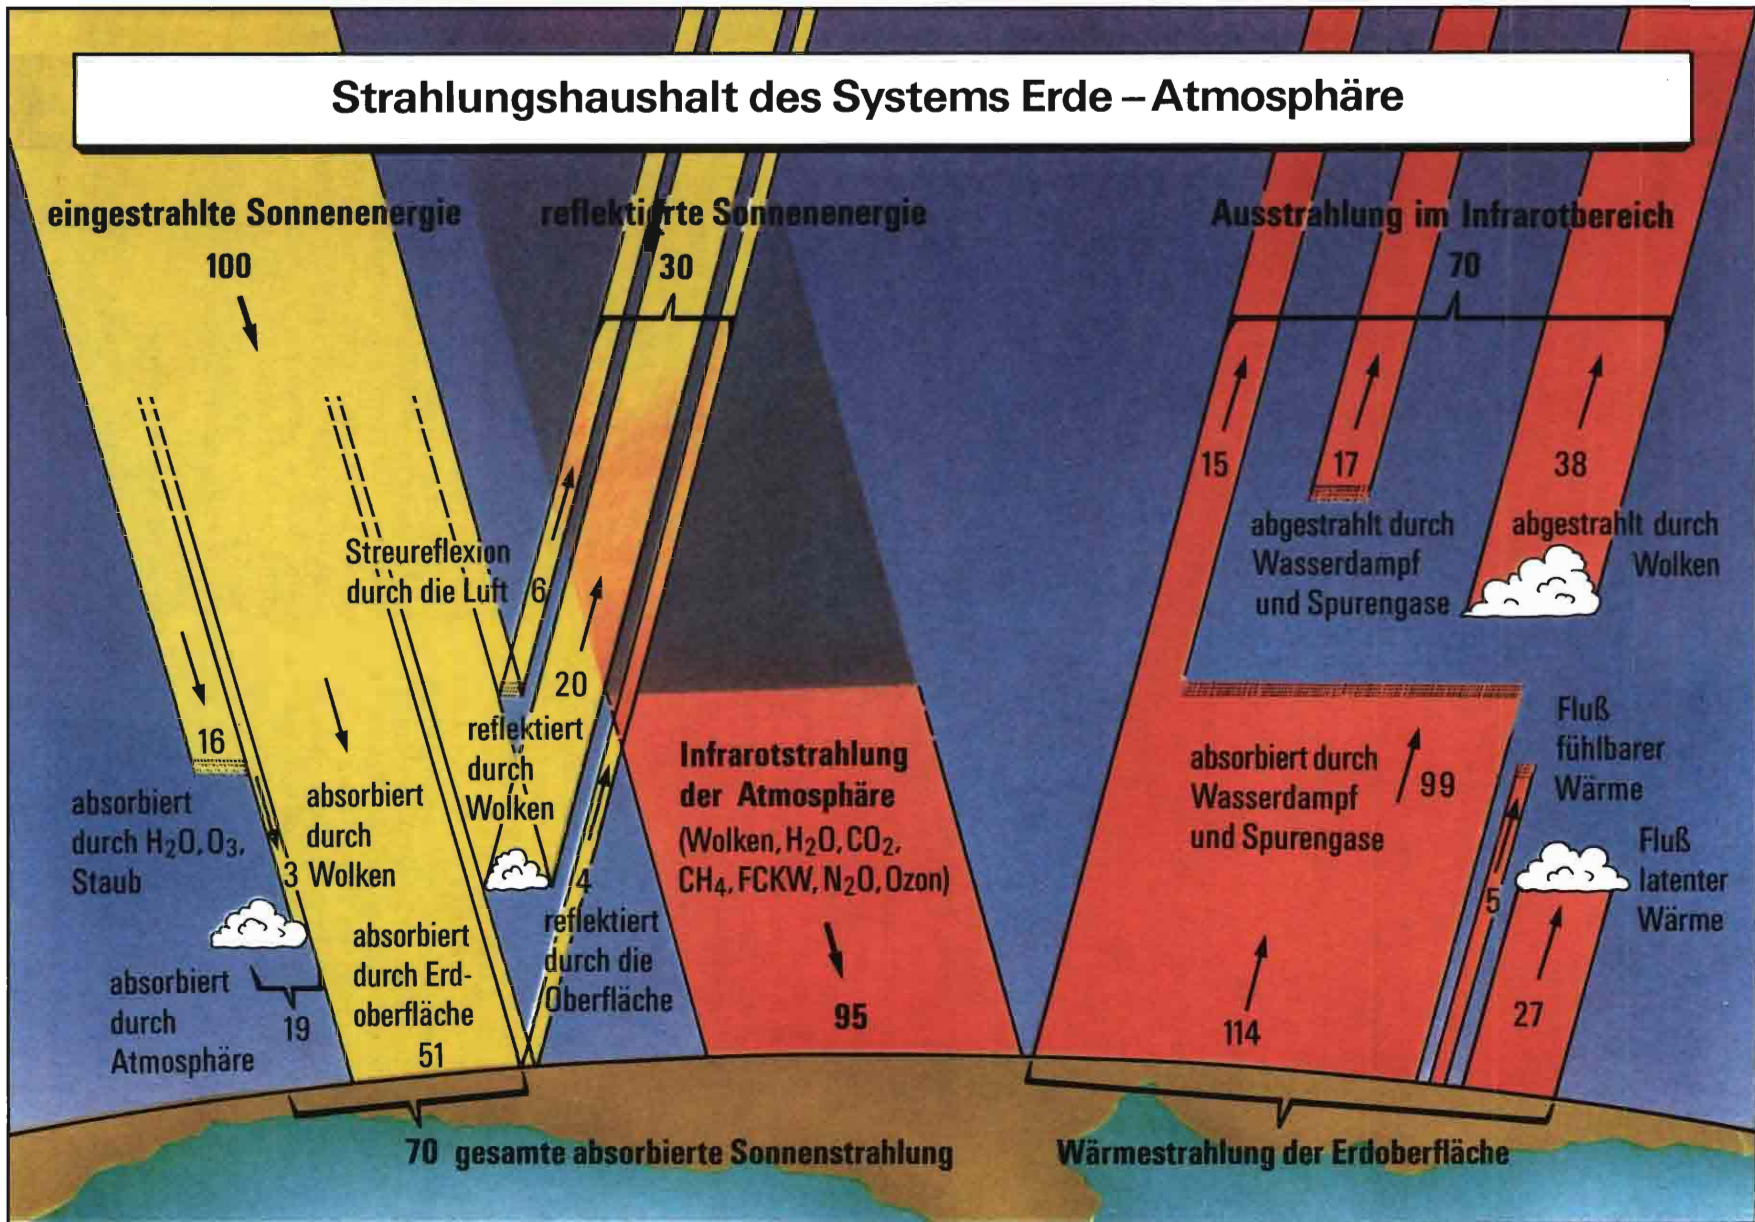 Strahlungshaushalt des Systems Erde – Atmosphäre
eingestrahlte Sonnenenergie
100
reflektierte Sonnenenergie
30
Ausstrahlung im Infrarotbereich
70
15
17
38
abgestrahlt durch
Wasserdampf
und Spurengase
abgestrahlt durch
Wolken
Streureflexion
durch die Luft
6
20
reflektiert
durch
Wolken
16
absorbiert
durch H₂O, O₃,
Staub
absorbiert
durch
Wolken
3
4
reflektiert
durch die
Oberfläche
absorbiert
durch
Atmosphäre
19
absorbiert
durch Erd-
oberfläche
51
Infrarotstrahlung
der Atmosphäre
(Wolken, H₂O, CO₂,
CH₄, FCKW, N₂O, Ozon)
95
absorbiert durch
Wasserdampf
und Spurengase
99
114
Fluß
fühlbarer
Wärme
5
Fluß
latenter
Wärme
27
70 gesamte absorbierte Sonnenstrahlung
Wärmestrahlung der Erdoberfläche